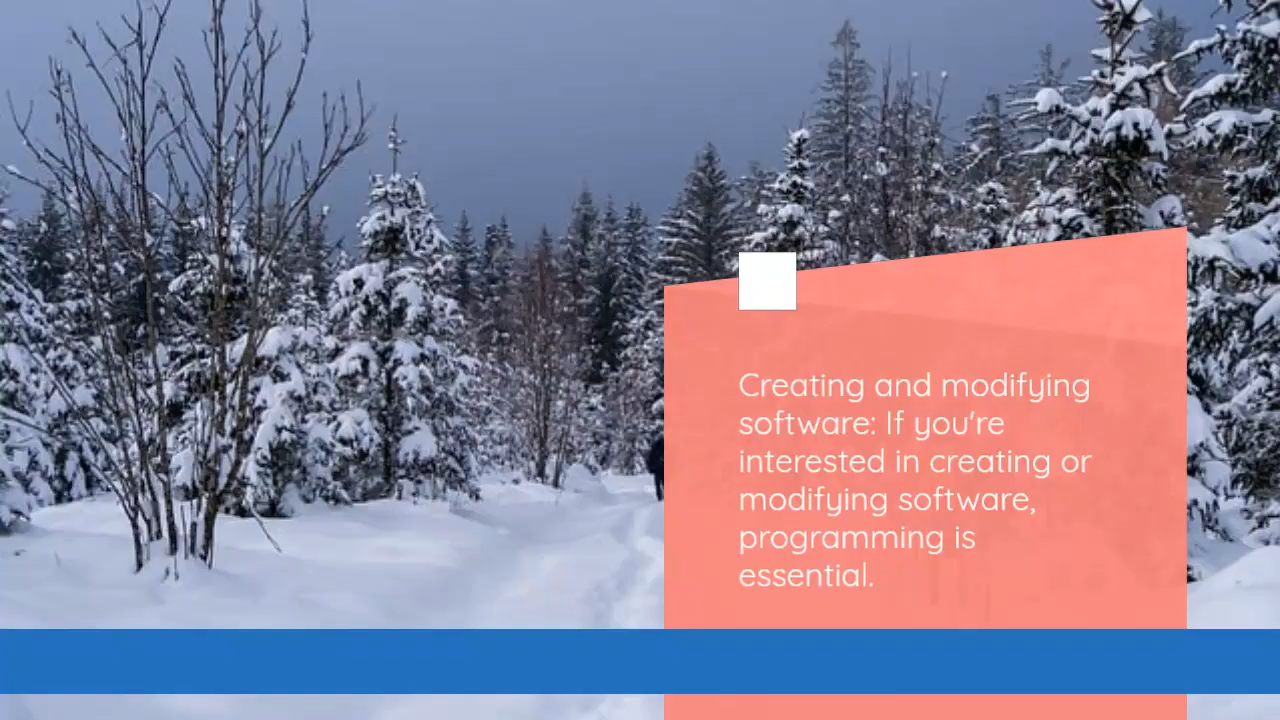 Creating and modifying
software: If you're
interested in creating or
modifying software,
programming is
essential.